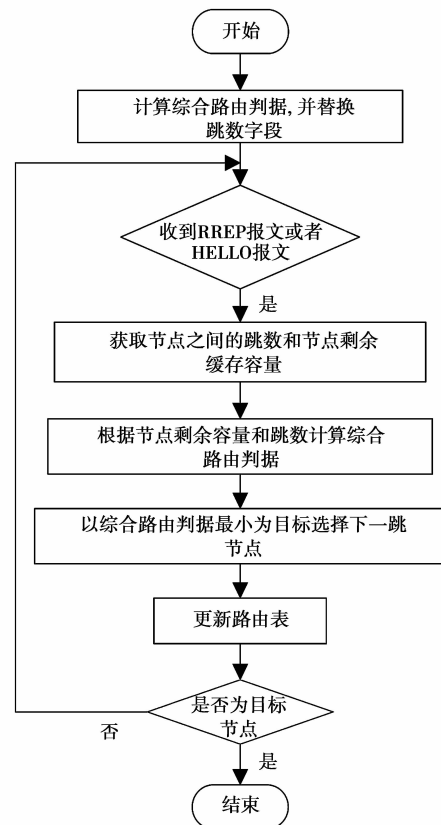 开始
计算综合路由判据, 并替换
跳数字段
收到RREP报文或者
HELLO报文
是
获取节点之间的跳数和节点剩余
缓存容量
根据节点剩余容量和跳数计算综合
路由判据
以综合路由判据最小为目标选择下一跳
节点
更新路由表
是否为目标
节点
否
是
结束